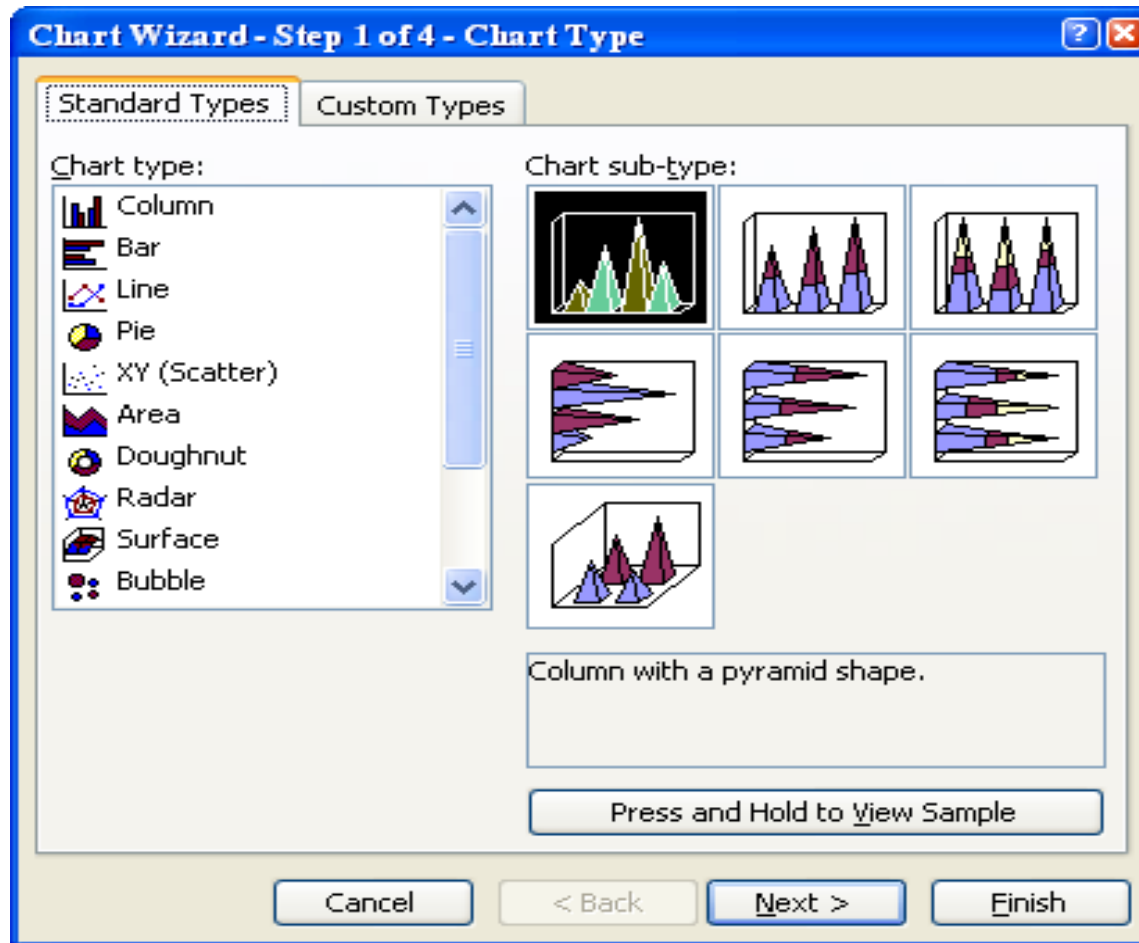 Chart Wizard - Step 1 of 4 - Chart Type
?
Standard Types
Custom Types
Chart type:
Column
Bar
Line
Pie
XY (Scatter)
Area
Doughnut
Radar
Surface
Bubble
Chart sub-type:
Column with a pyramid shape.
Press and Hold to View Sample
Cancel
< Back
Next >
Finish